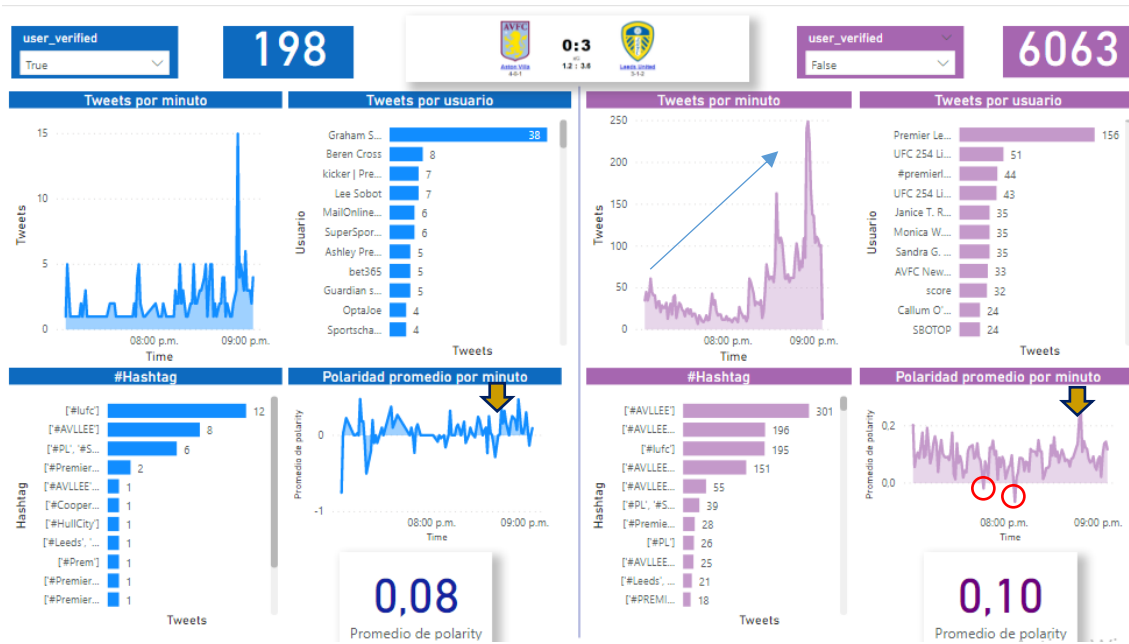 user_verified
True
198
AVFC
0:3
xG
1.2 : 3.6
Aston Villa
4-0-1
Leeds United
3-1-2
user_verified
False
6063
Tweets por minuto
15
10
5
0
Tweets
08:00 p.m.
09:00 p.m.
Time
Tweets por usuario
Usuario
Graham S... 38
Beren Cross 8
kicker | Pre... 7
Lee Sobot 7
MailOnline... 6
SuperSpor... 6
Ashley Pre... 5
bet365 5
Guardian s... 5
OptaJoe 4
Sportscha... 4
Tweets
Tweets por minuto
250
200
150
100
50
0
Tweets
08:00 p.m.
09:00 p.m.
Time
Tweets por usuario
Usuario
Premier Le... 156
UFC 254 Li... 51
#premierl... 44
UFC 254 Li... 43
Janice T. R... 35
Monica W.... 35
Sandra G. ... 35
AVFC New... 33
score 32
Callum O'... 24
SBOTOP 24
Tweets
#Hashtag
Hashtag
['#lufc'] 12
['#AVLLEE'] 8
['#PL', '#S... 6
['#Premier... 2
['#AVLLEE'... 1
['#Cooper... 1
['#HullCity'] 1
['#Leeds', '... 1
['#Prem'] 1
['#Premier... 1
['#Premier... 1
Tweets
Polaridad promedio por minuto
Promedio de polarity
0
-1
08:00 p.m.
09:00 p.m.
Time
0,08
Promedio de polarity
#Hashtag
Hashtag
['#AVLLEE'] 301
['#AVLLEE... 196
['#lufc'] 195
['#AVLLEE... 151
['#AVLLEE... 55
['#PL', '#S... 39
['#Premie... 28
['#PL'] 26
['#AVLLEE... 25
['#Leeds', ... 21
['#PREMI... 18
Tweets
Polaridad promedio por minuto
Promedio de polarity
0,2
0,0
08:00 p.m.
09:00 p.m.
Time
0,10
Promedio de polarity